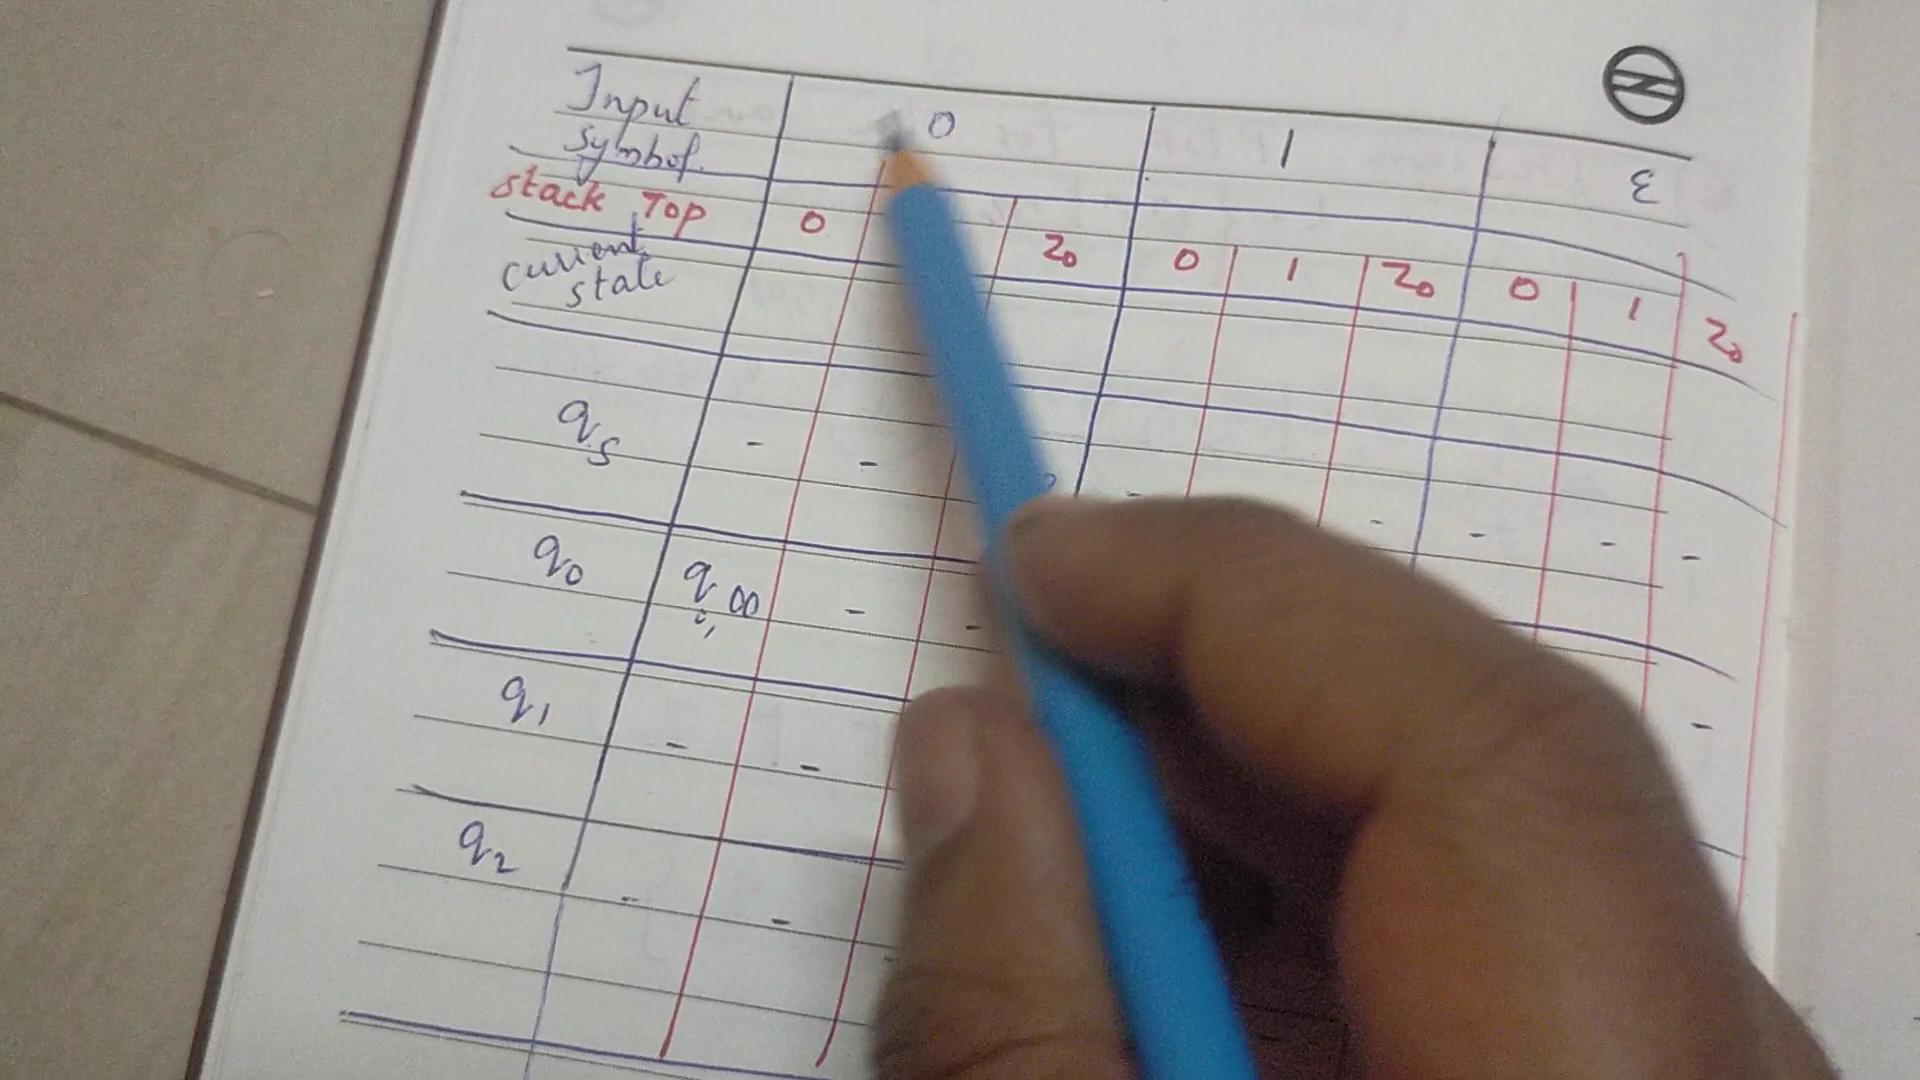 Input 0 1 ε
Symbol.
Stack Top 0 Z0 0 1 Z0 0 1 Z0
current
state
qs - - - - - - -
q0 q0,00 - - -
q1 - -
q2 - -